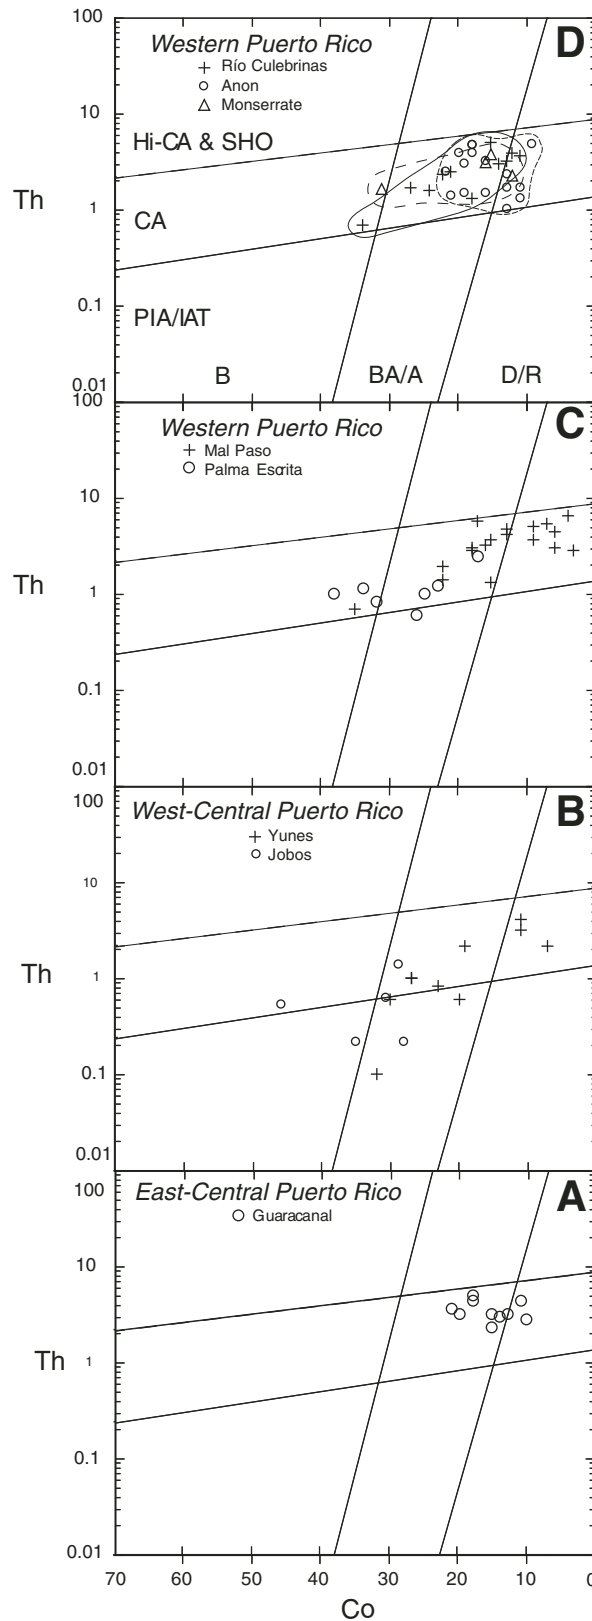 100
Western Puerto Rico
D
Río Culebrinas
Anon
Monserrate
10
Hi-CA & SHO
Th
1
CA
0.1
PIA/IAT
B
BA/A
D/R
0.01
100
Western Puerto Rico
C
Mal Paso
Palma Escrita
10
Th
1
0.1
0.01
100
West-Central Puerto Rico
B
Yunes
Jobos
10
Th
1
0.1
0.01
100
East-Central Puerto Rico
A
Guaracanal
10
Th
1
0.1
0.01
70 60 50 40 30 20 10 0
Co